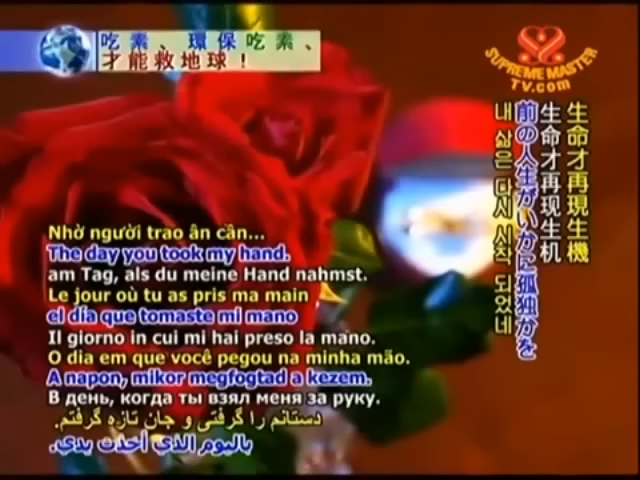 吃素、環保吃素、
才能救地球！
SUPREME MASTER
TV.com
生命才再現生機
生命才再现生机
前の人生がいかに孤独かを
내 삶은 다시 시작 되었네
Nhờ người trao ân cần...
The day you took my hand.
am Tag, als du meine Hand nahmst.
Le jour où tu as pris ma main
el día que tomaste mi mano
Il giorno in cui mi hai preso la mano.
O dia em que você pegou na minha mão.
A napon, mikor megfogtad a kezem.
В день, когда ты взял меня за руку.
دستانم را گرفتی و جان تازه گرفتم.
باليوم الذي أخذت يدي.